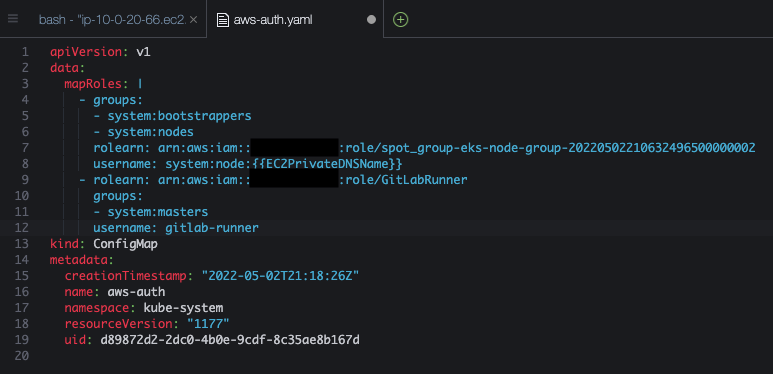 bash - "ip-10-0-20-66.ec2. × aws-auth.yaml
1 apiVersion: v1
2 data:
3   mapRoles: |
4     - groups:
5       - system:bootstrappers
6       - system:nodes
7       rolearn: arn:aws:iam:: :role/spot_group-eks-node-group-20220502210632496500000002
8       username: system:node:{{EC2PrivateDNSName}}
9     - rolearn: arn:aws:iam:: :role/GitLabRunner
10       groups:
11       - system:masters
12       username: gitlab-runner
13 kind: ConfigMap
14 metadata:
15   creationTimestamp: "2022-05-02T21:18:26Z"
16   name: aws-auth
17   namespace: kube-system
18   resourceVersion: "1177"
19   uid: d89872d2-2dc0-4b0e-9cdf-8c35ae8b167d
20